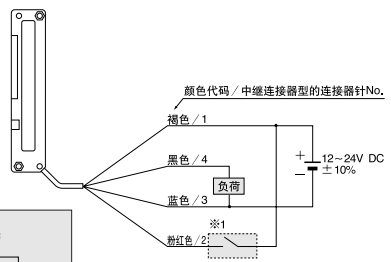 颜色代码／中继连接器型的连接器针No.
褐色／1
黑色／4
负荷
蓝色／3
粉红色／2
※1
+
12～24V DC
±10%
−